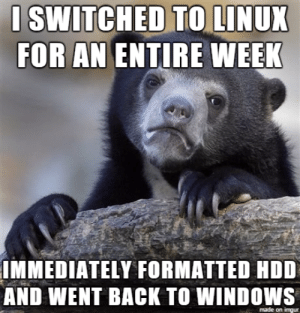 I SWITCHED TO LINUX
FOR AN ENTIRE WEEK
IMMEDIATELY FORMATTED HDD
AND WENT BACK TO WINDOWS
made on imgur